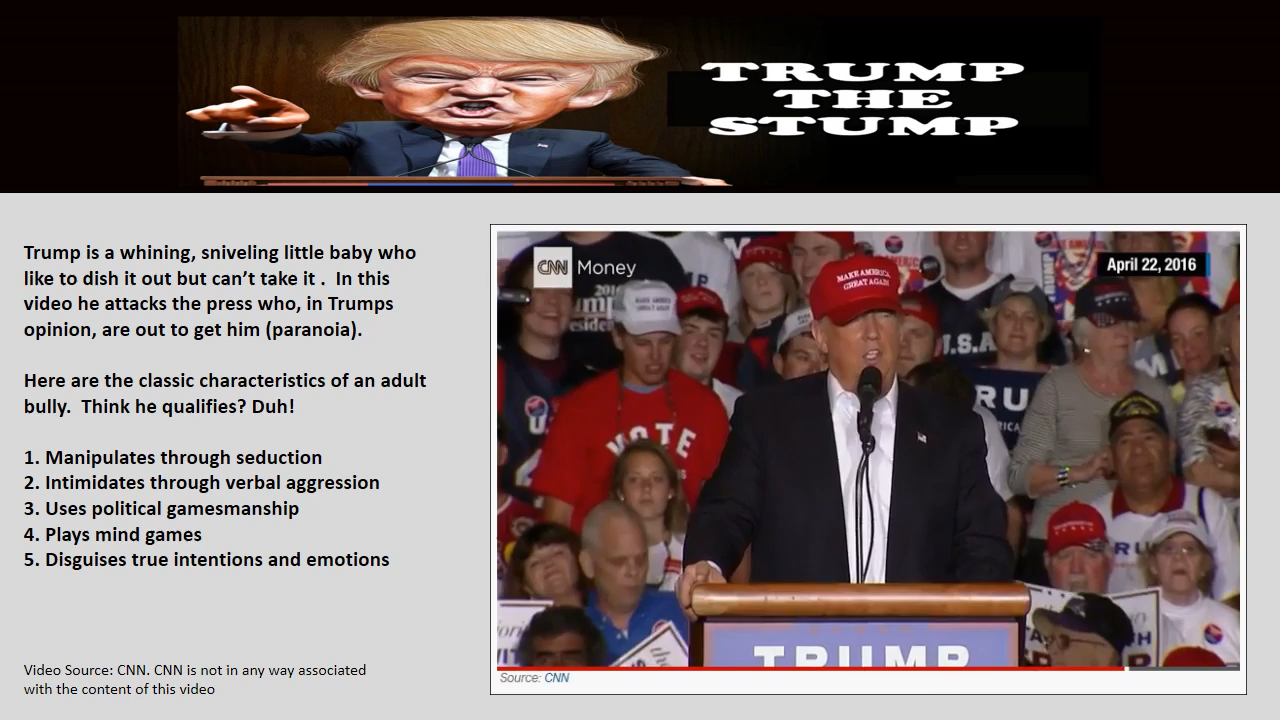 TRUMP
THE
STUMP
Trump is a whining, sniveling little baby who
like to dish it out but can’t take it .  In this
video he attacks the press who, in Trumps
opinion, are out to get him (paranoia).
Here are the classic characteristics of an adult
bully.  Think he qualifies? Duh!
1. Manipulates through seduction
2. Intimidates through verbal aggression
3. Uses political gamesmanship
4. Plays mind games
5. Disguises true intentions and emotions
Video Source: CNN. CNN is not in any way associated
with the content of this video
CNN Money
April 22, 2016
MAKE AMERICA
GREAT AGAIN
U.S.A
VOTE
TRUMP
Source: CNN